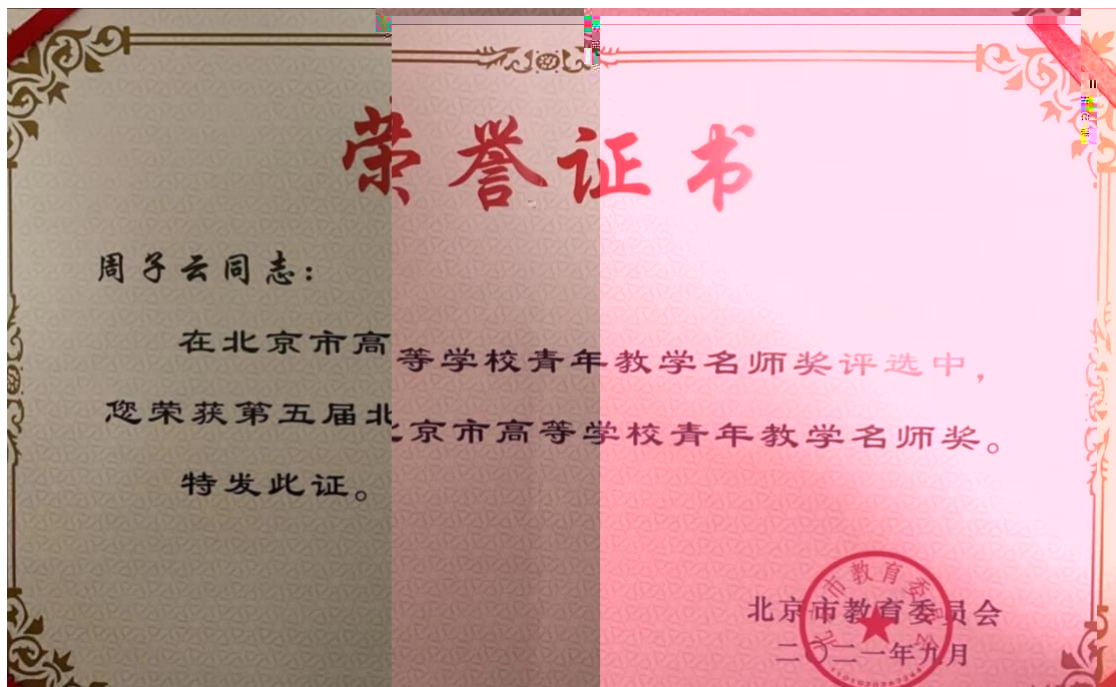 荣誉证书
周子云同志：
在北京市高等学校青年教学名师奖评选中，
您荣获第五届北京市高等学校青年教学名师奖。
特发此证。
北京市教育委员会
二〇二一年九月